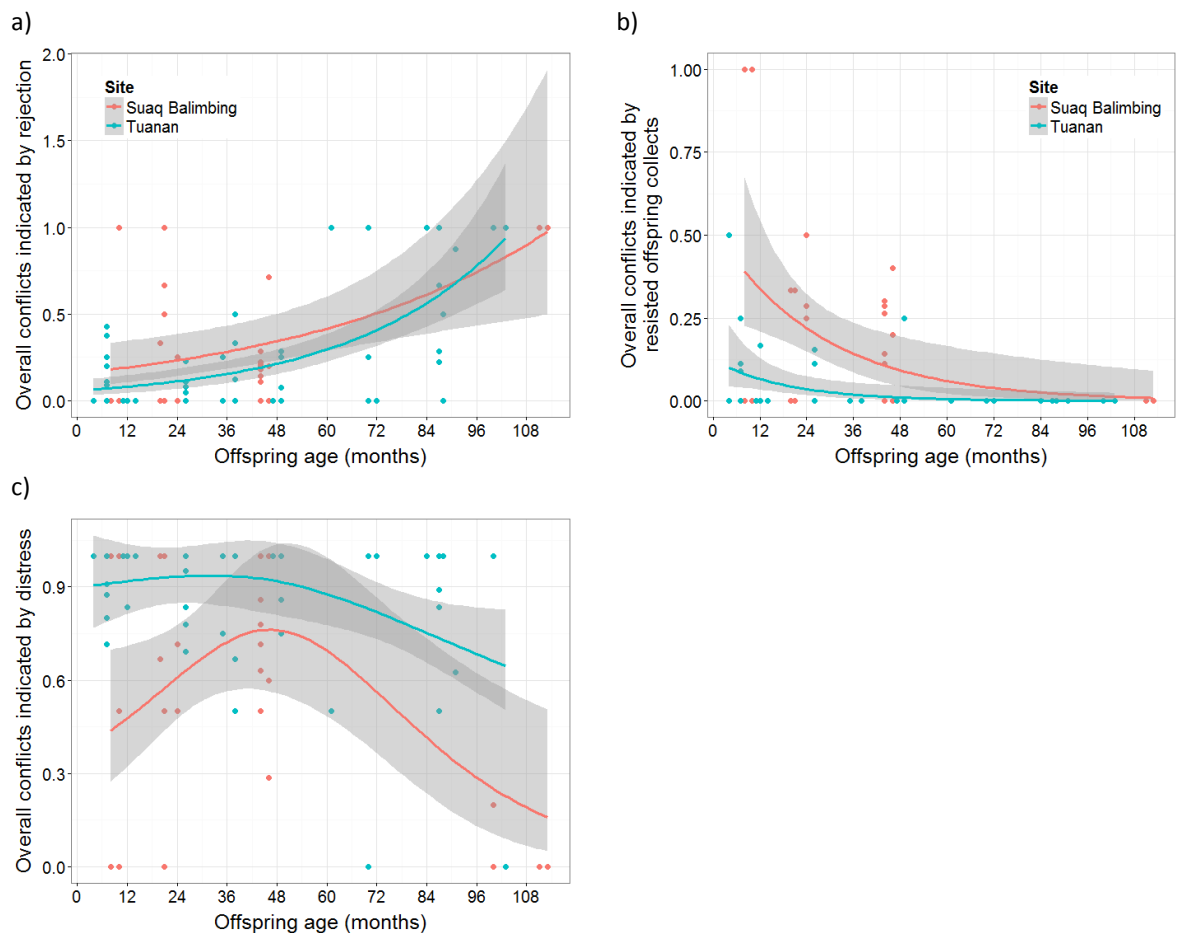 a)
Overall conflicts indicated by rejection
2.0
1.5
1.0
0.5
0.0
Site
Suaq Balimbing
Tuanan
0 12 24 36 48 60 72 84 96 108
Offspring age (months)
b)
Overall conflicts indicated by
resisted offspring collects
1.00
0.75
0.50
0.25
0.00
Site
Suaq Balimbing
Tuanan
0 12 24 36 48 60 72 84 96 108
Offspring age (months)
c)
Overall conflicts indicated by distress
0.9
0.6
0.3
0.0
0 12 24 36 48 60 72 84 96 108
Offspring age (months)